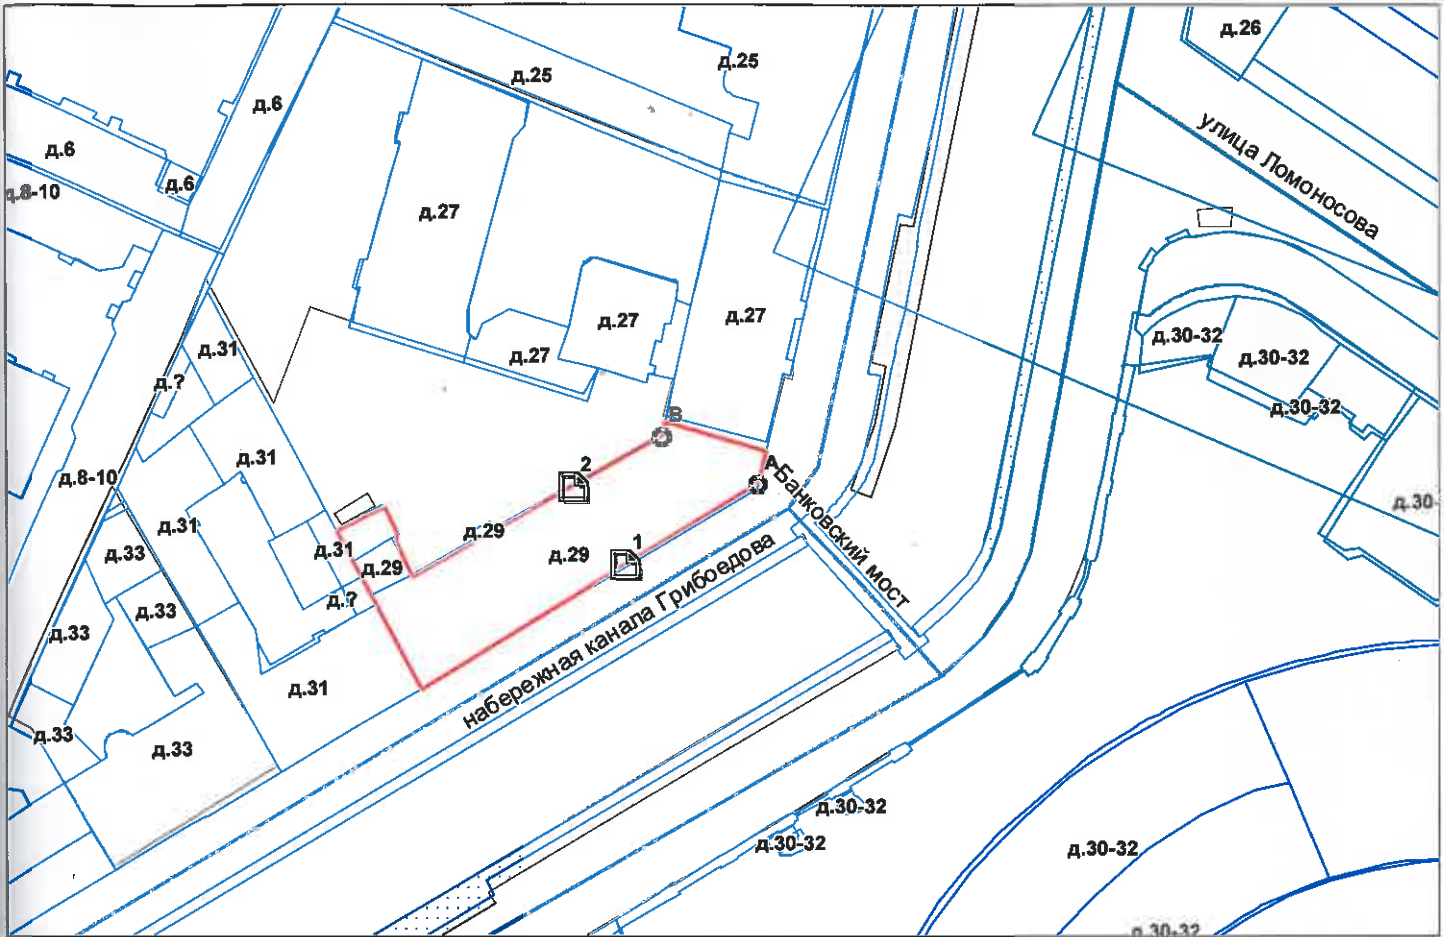 д.26
д.25
д.25
д.6
улица Ломоносова
д.6
д.6
д.8-10
д.27
д.27
д.27
д.30-32
д.31
д.27
д.30-32
д.?
д.30-32
В
д.31
2
А
д.8-10
Банковский мост
д.30-
д.31
д.29
1
д.31
д.33
д.29
д.29
д.?
д.33
набережная канала Грибоедова
д.33
д.31
д.33
д.33
д.30-32
д.30-32
д.30-32
д.30-32